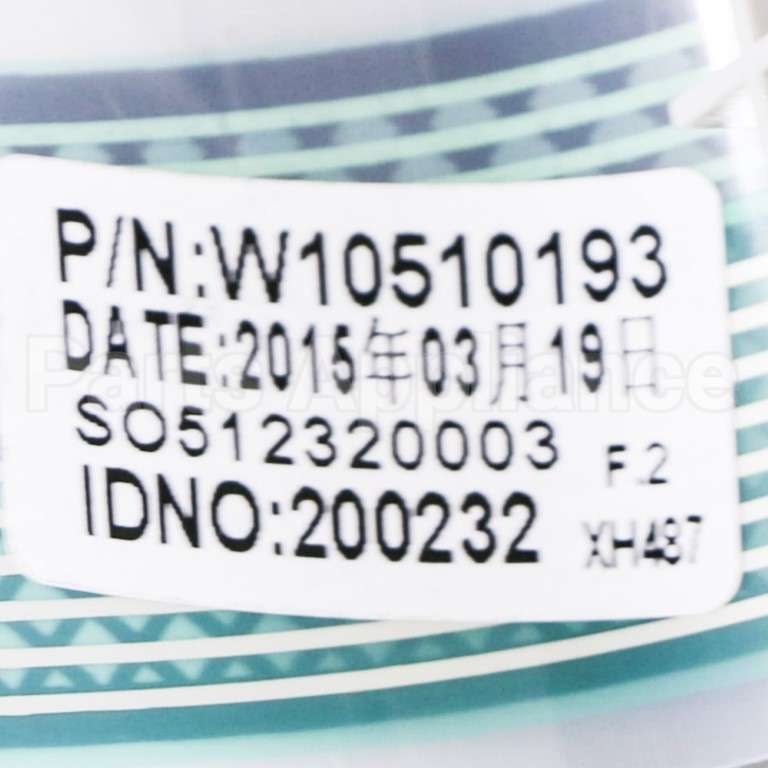 P/N:W10510193
DATE:2015年03月19日
Parts Appliance
SO512320003 F.2
IDNO:200232 XH487